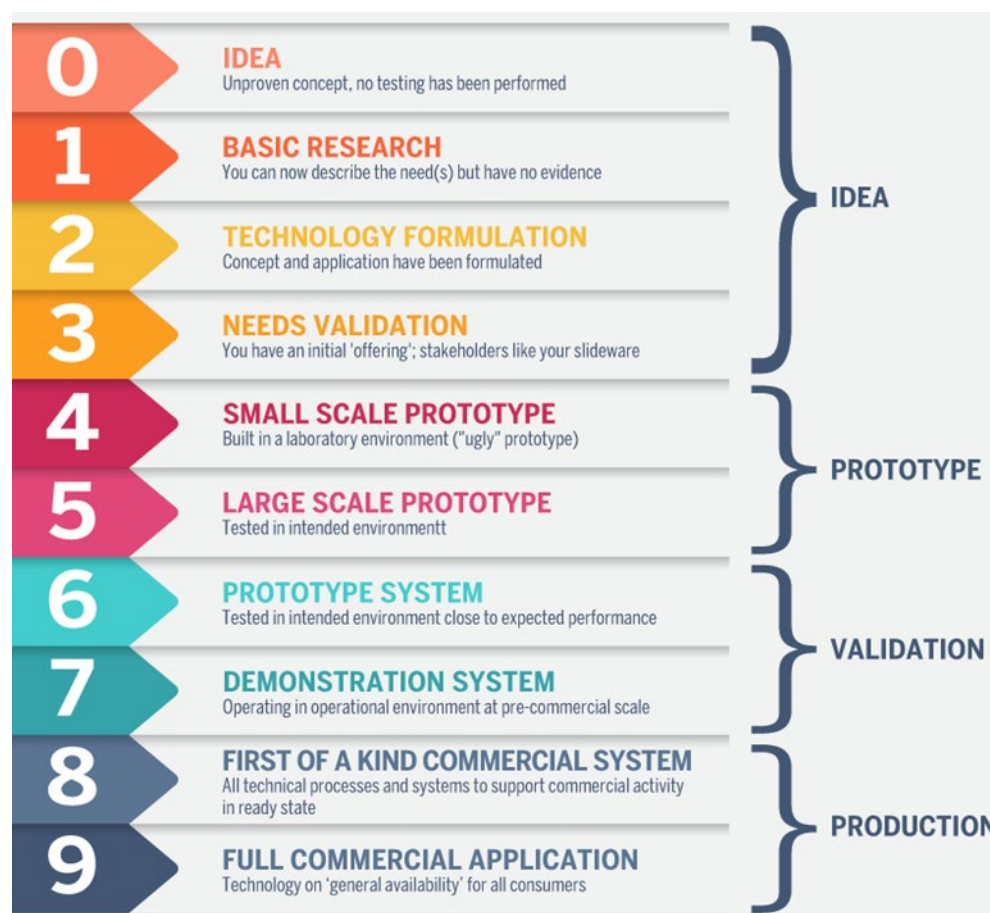 0
IDEA
Unproven concept, no testing has been performed
1
BASIC RESEARCH
You can now describe the need(s) but have no evidence
2
TECHNOLOGY FORMULATION
Concept and application have been formulated
3
NEEDS VALIDATION
You have an initial 'offering'; stakeholders like your slideware
IDEA
4
SMALL SCALE PROTOTYPE
Built in a laboratory environment ("ugly" prototype)
5
LARGE SCALE PROTOTYPE
Tested in intended environmentt
PROTOTYPE
6
PROTOTYPE SYSTEM
Tested in intended environment close to expected performance
7
DEMONSTRATION SYSTEM
Operating in operational environment at pre-commercial scale
VALIDATION
8
FIRST OF A KIND COMMERCIAL SYSTEM
All technical processes and systems to support commercial activity
in ready state
9
FULL COMMERCIAL APPLICATION
Technology on ‘general availability’ for all consumers
PRODUCTION